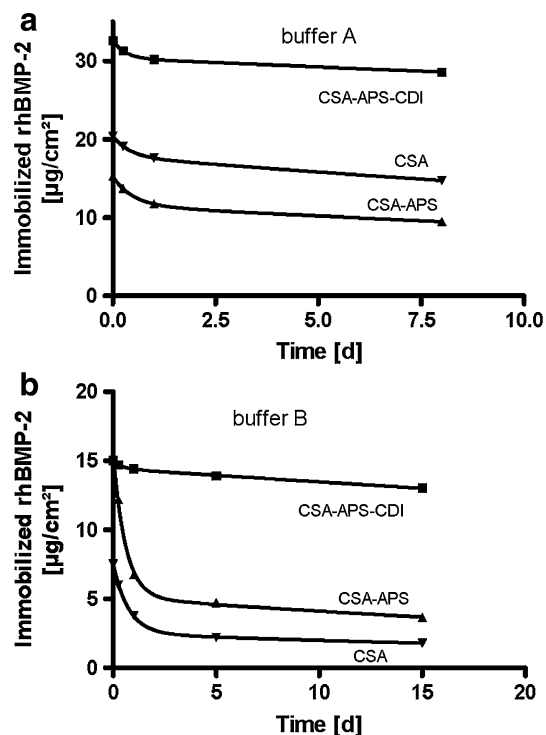 a
buffer A
Immobilized rhBMP-2
[µg/cm²]
30
20
10
0
CSA-APS-CDI
CSA
CSA-APS
0.0 2.5 5.0 7.5 10.0
Time [d]
b
buffer B
Immobilized rhBMP-2
[µg/cm²]
20
15
10
5
0
CSA-APS-CDI
CSA-APS
CSA
0 5 10 15 20
Time [d]